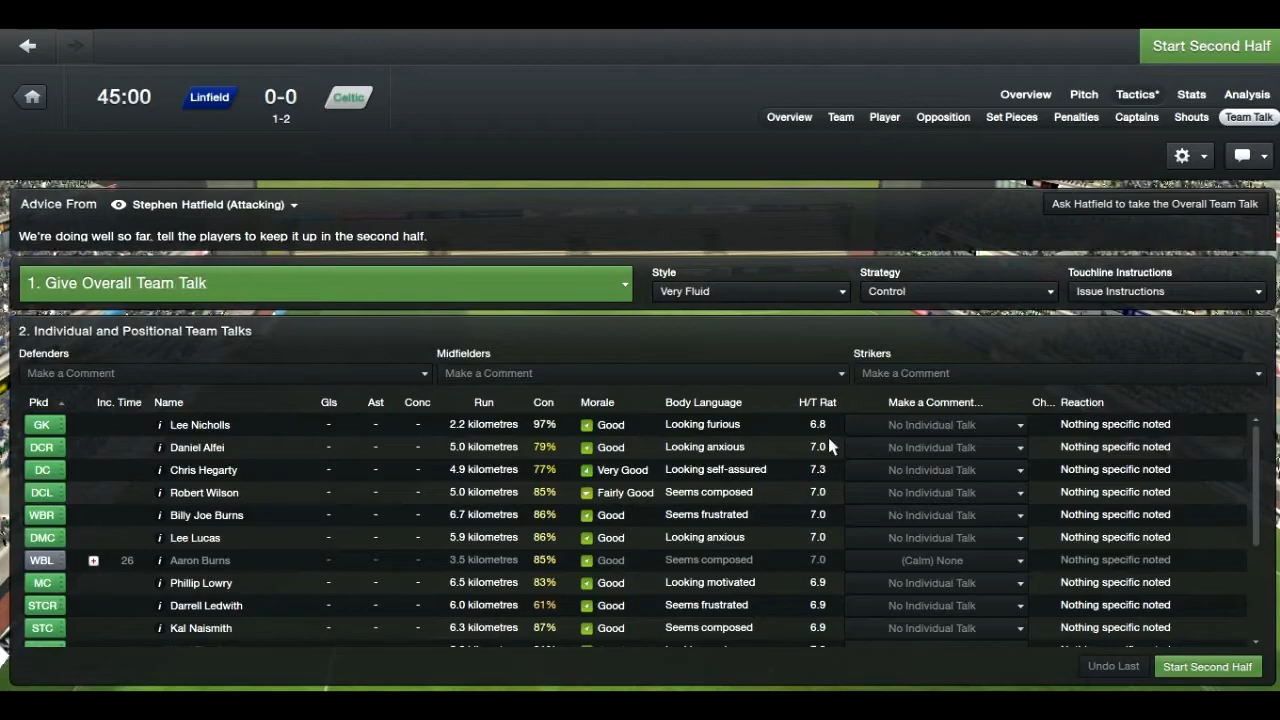 Start Second Half
45:00 Linfield 0-0 Celtic
1-2
Overview Pitch Tactics* Stats Analysis
Overview Team Player Opposition Set Pieces Penalties Captains Shouts Team Talk
Advice From Stephen Hatfield (Attacking)
Ask Hatfield to take the Overall Team Talk
We're doing well so far, tell the players to keep it up in the second half.
1. Give Overall Team Talk
Style Strategy Touchline Instructions
Very Fluid Control Issue Instructions
2. Individual and Positional Team Talks
Defenders Midfielders Strikers
Make a Comment Make a Comment Make a Comment
Pkd Inc. Time Name Gls Ast Conc Run Con Morale Body Language H/T Rat Make a Comment... Ch... Reaction
GK i Lee Nicholls - - - 2.2 kilometres 97% Good Looking furious 6.8 No Individual Talk Nothing specific noted
DCR i Daniel Alfei - - - 5.0 kilometres 79% Good Looking anxious 7.0 No Individual Talk Nothing specific noted
DC i Chris Hegarty - - - 4.9 kilometres 77% Very Good Looking self-assured 7.3 No Individual Talk Nothing specific noted
DCL i Robert Wilson - - - 5.0 kilometres 85% Fairly Good Seems composed 7.0 No Individual Talk Nothing specific noted
WBR i Billy Joe Burns - - - 6.7 kilometres 86% Good Seems frustrated 7.0 No Individual Talk Nothing specific noted
DMC i Lee Lucas - - - 5.9 kilometres 86% Good Looking anxious 7.0 No Individual Talk Nothing specific noted
WBL 26 i Aaron Burns - - - 3.5 kilometres 85% Good Seems composed 7.0 (Calm) None Nothing specific noted
MC i Phillip Lowry - - - 6.5 kilometres 83% Good Looking motivated 6.9 No Individual Talk Nothing specific noted
STCR i Darrell Ledwith - - - 6.0 kilometres 61% Good Seems frustrated 6.9 No Individual Talk Nothing specific noted
STC i Kal Naismith - - - 6.3 kilometres 87% Good Seems composed 6.9 No Individual Talk Nothing specific noted
Undo Last Start Second Half